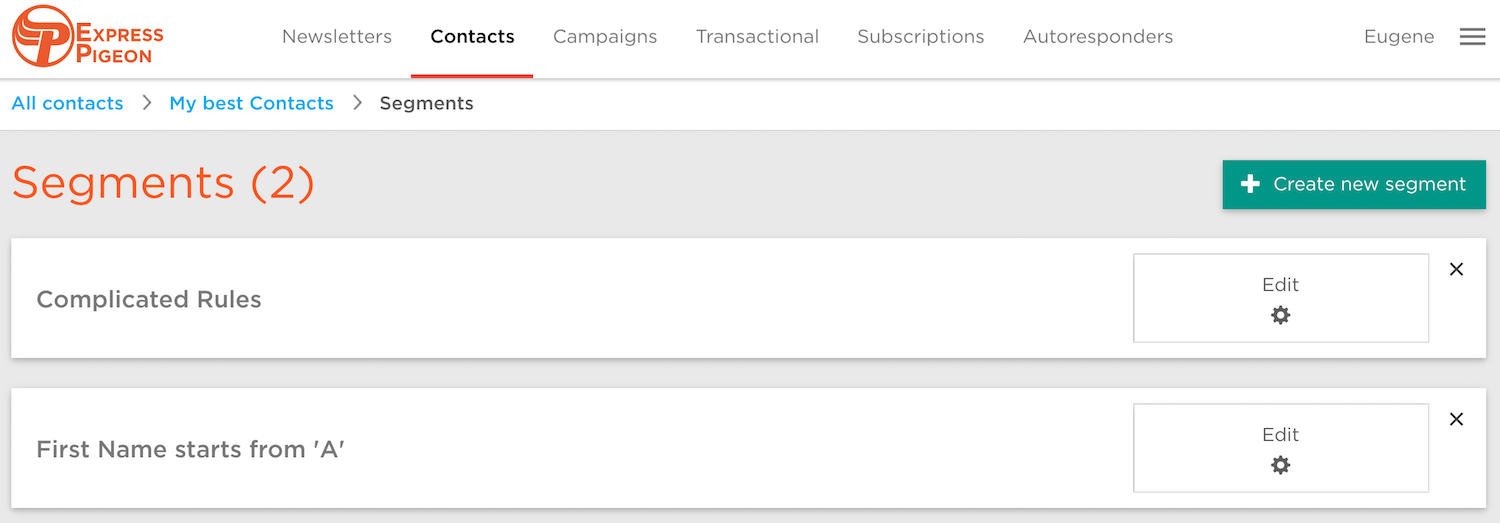 EXPRESS
PIGEON
Newsletters Contacts Campaigns Transactional Subscriptions Autoresponders Eugene
All contacts > My best Contacts > Segments
Segments (2)
+ Create new segment
Complicated Rules
Edit
First Name starts from 'A'
Edit